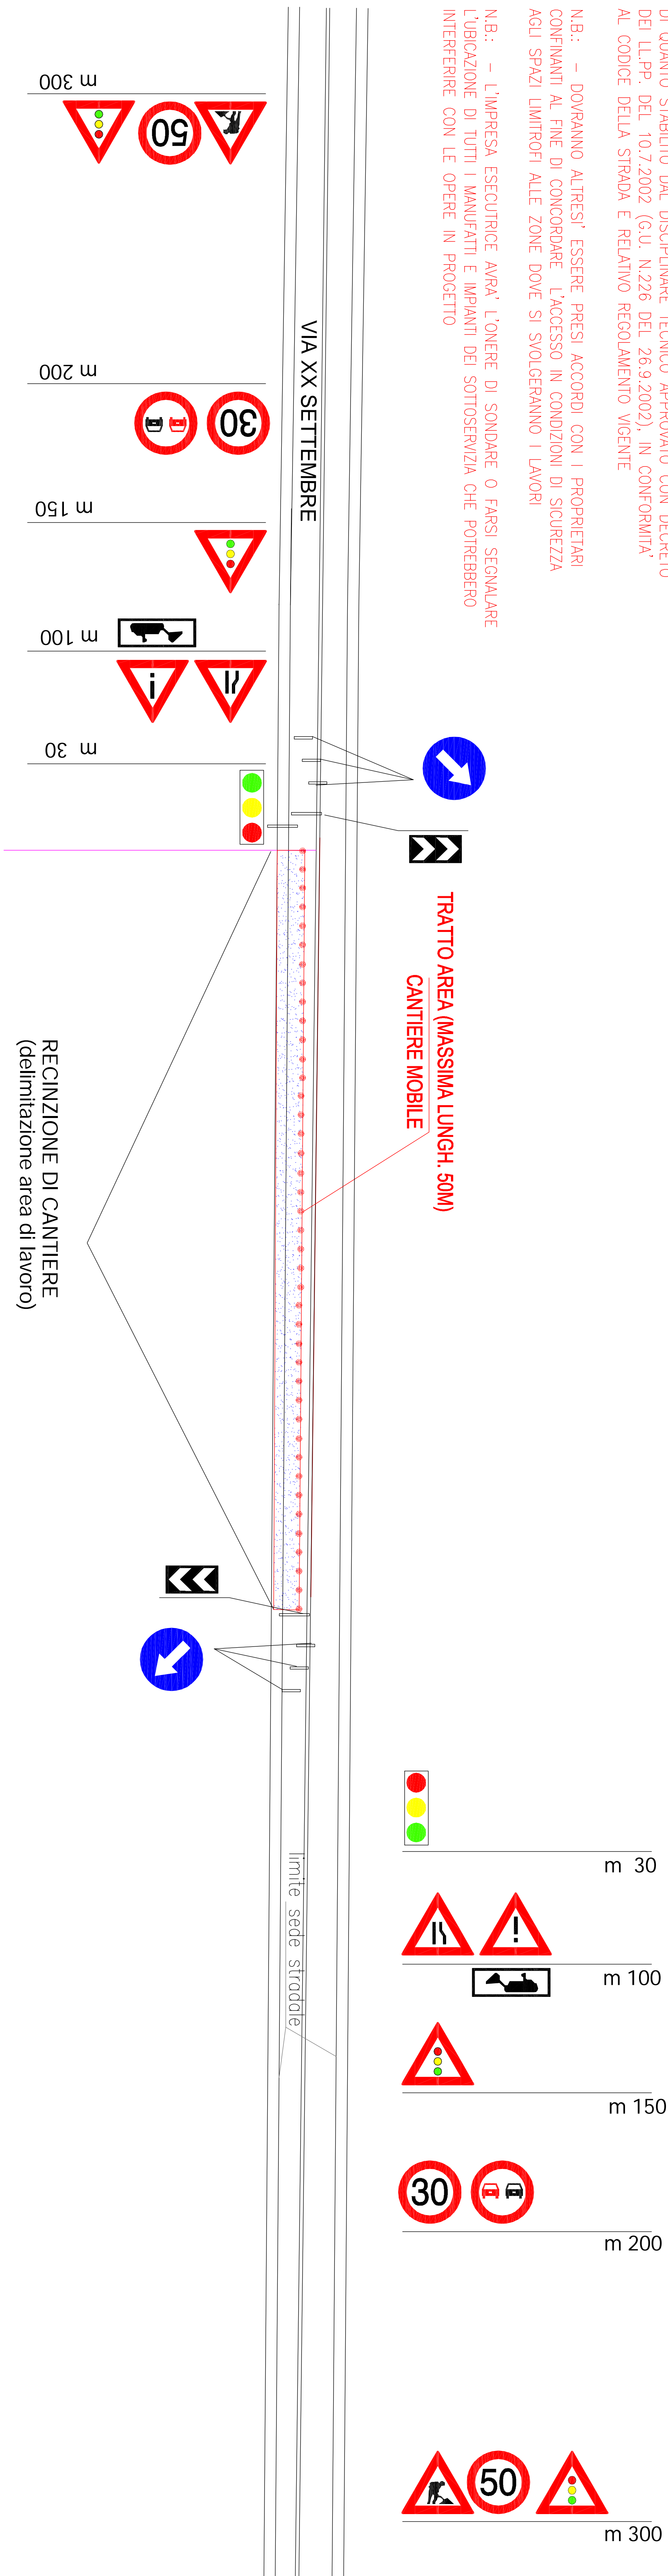 DI QUANTO STABILITO DAL DISCIPLINARE TECNICO APPROVATO CON DECRETO
DEI LL.PP. DEL 10.7.2002 (G.U. N.226 DEL 26.9.2002), IN CONFORMITA'
AL CODICE DELLA STRADA E RELATIVO REGOLAMENTO VIGENTE
N.B.: – DOVRANNO ALTRESI' ESSERE PRESI ACCORDI CON I PROPRIETARI
CONFINANTI AL FINE DI CONCORDARE L'ACCESSO IN CONDIZIONI DI SICUREZZA
AGLI SPAZI LIMITROFI ALLE ZONE DOVE SI SVOLGERANNO I LAVORI
N.B.: – L'IMPRESA ESECUTRICE AVRA' L'ONERE DI SONDARE O FARSI SEGNALARE
L'UBICAZIONE DI TUTTI I MANUFATTI E IMPIANTI DEI SOTTOSERVIZIA CHE POTREBBERO
INTERFERIRE CON LE OPERE IN PROGETTO
m 300
50
VIA XX SETTEMBRE
m 200
30
m 150
m 100
!
m 30
TRATTO AREA (MASSIMA LUNGH. 50M)
CANTIERE MOBILE
RECINZIONE DI CANTIERE
(delimitazione area di lavoro)
limite sede stradale
m 30
!
m 100
m 150
30
m 200
50
m 300